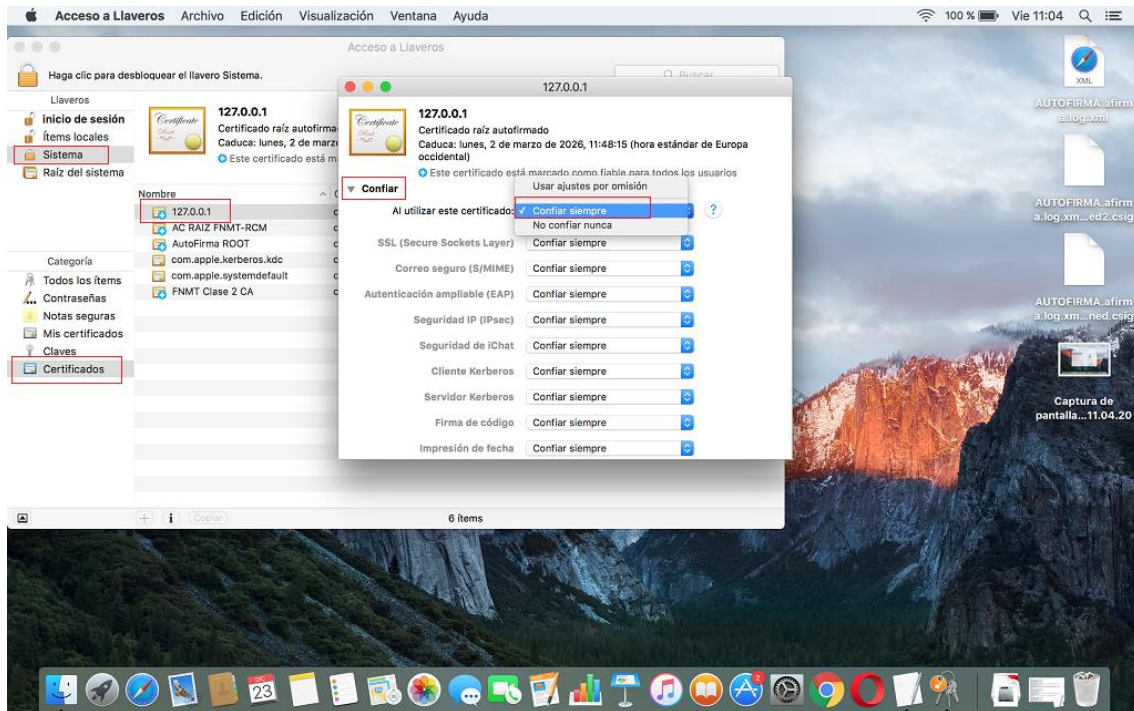 Acceso a Llaveros Archivo Edición Visualización Ventana Ayuda 100 % Vie 11:04
Acceso a Llaveros
Haga clic para desbloquear el llavero Sistema.
Buscar
Llaveros
inicio de sesión
Ítems locales
Sistema
Raíz del sistema
127.0.0.1
Certificado raíz autofirma
Caduca: lunes, 2 de marzo
Este certificado está m
Nombre
127.0.0.1
AC RAIZ FNMT-RCM
AutoFirma ROOT
com.apple.kerberos.kdc
com.apple.systemdefault
FNMT Clase 2 CA
Categoría
Todos los ítems
Contraseñas
Notas seguras
Mis certificados
Claves
Certificados
Copiar
6 ítems
127.0.0.1
Certificate
Root
127.0.0.1
Certificado raíz autofirmado
Caduca: lunes, 2 de marzo de 2026, 11:48:15 (hora estándar de Europa
occidental)
Este certificado está marcado como fiable para todos los usuarios
Confiar
Usar ajustes por omisión
Al utilizar este certificado: ✓ Confiar siempre ?
No confiar nunca
SSL (Secure Sockets Layer) Confiar siempre
Correo seguro (S/MIME) Confiar siempre
Autenticación ampliable (EAP) Confiar siempre
Seguridad IP (IPsec) Confiar siempre
Seguridad de iChat Confiar siempre
Cliente Kerberos Confiar siempre
Servidor Kerberos Confiar siempre
Firma de código Confiar siempre
Impresión de fecha Confiar siempre
XML
AUTOFIRMA.afirm
a.log.xml
AUTOFIRMA.afirm
a.log.xm...ed2.csig
AUTOFIRMA.afirm
a.log.xm...ned.csig
Captura de
pantalla...11.04.20
DIC
23
2